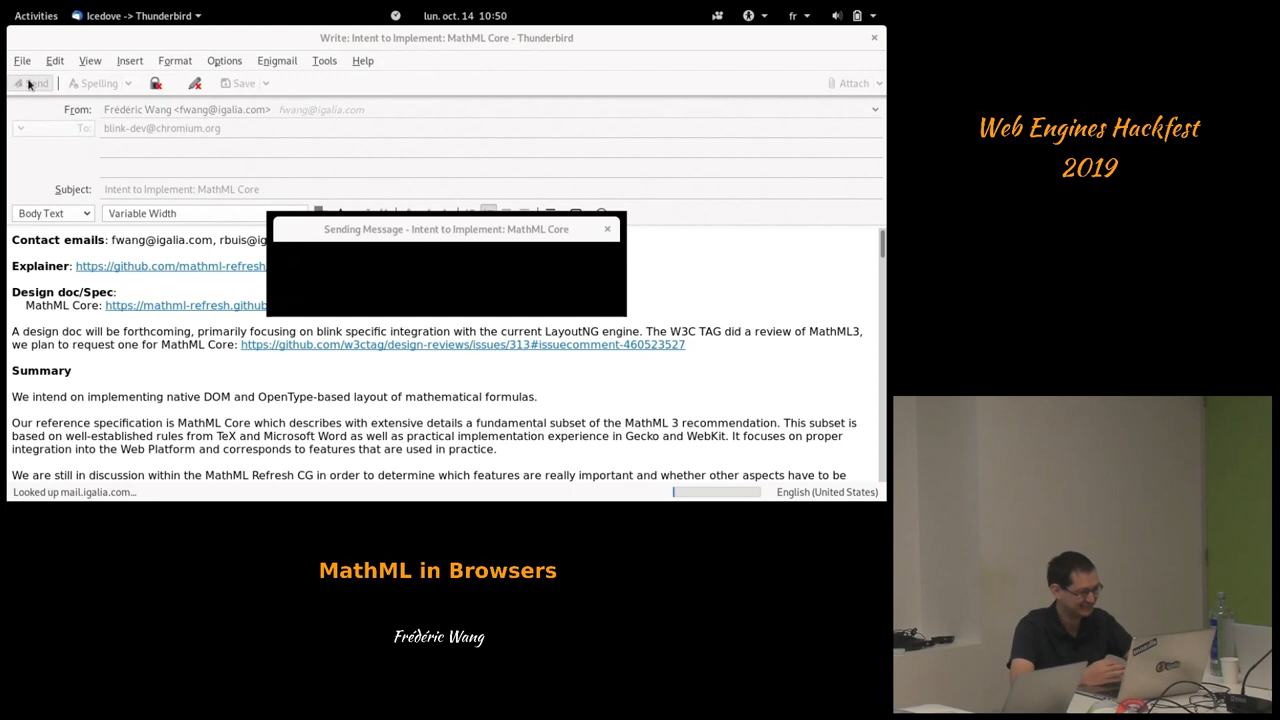 Activities Icedove -> Thunderbird lun. oct. 14 10:50 fr
Write: Intent to Implement: MathML Core - Thunderbird
File Edit View Insert Format Options Enigmail Tools Help
Send Spelling Save Attach
From: Frédéric Wang <fwang@igalia.com> fwang@igalia.com
To: blink-dev@chromium.org
Subject: Intent to Implement: MathML Core
Body Text Variable Width
Sending Message - Intent to Implement: MathML Core
Contact emails: fwang@igalia.com, rbuis@ig
Explainer: https://github.com/mathml-refresh
Design doc/Spec:
MathML Core: https://mathml-refresh.github
A design doc will be forthcoming, primarily focusing on blink specific integration with the current LayoutNG engine. The W3C TAG did a review of MathML3,
we plan to request one for MathML Core: https://github.com/w3ctag/design-reviews/issues/313#issuecomment-460523527
Summary
We intend on implementing native DOM and OpenType-based layout of mathematical formulas.
Our reference specification is MathML Core which describes with extensive details a fundamental subset of the MathML 3 recommendation. This subset is
based on well-established rules from TeX and Microsoft Word as well as practical implementation experience in Gecko and WebKit. It focuses on proper
integration into the Web Platform and corresponds to features that are used in practice.
We are still in discussion within the MathML Refresh CG in order to determine which features are really important and whether other aspects have to be
Looked up mail.igalia.com… English (United States)
Web Engines Hackfest
2019
MathML in Browsers
Frédéric Wang